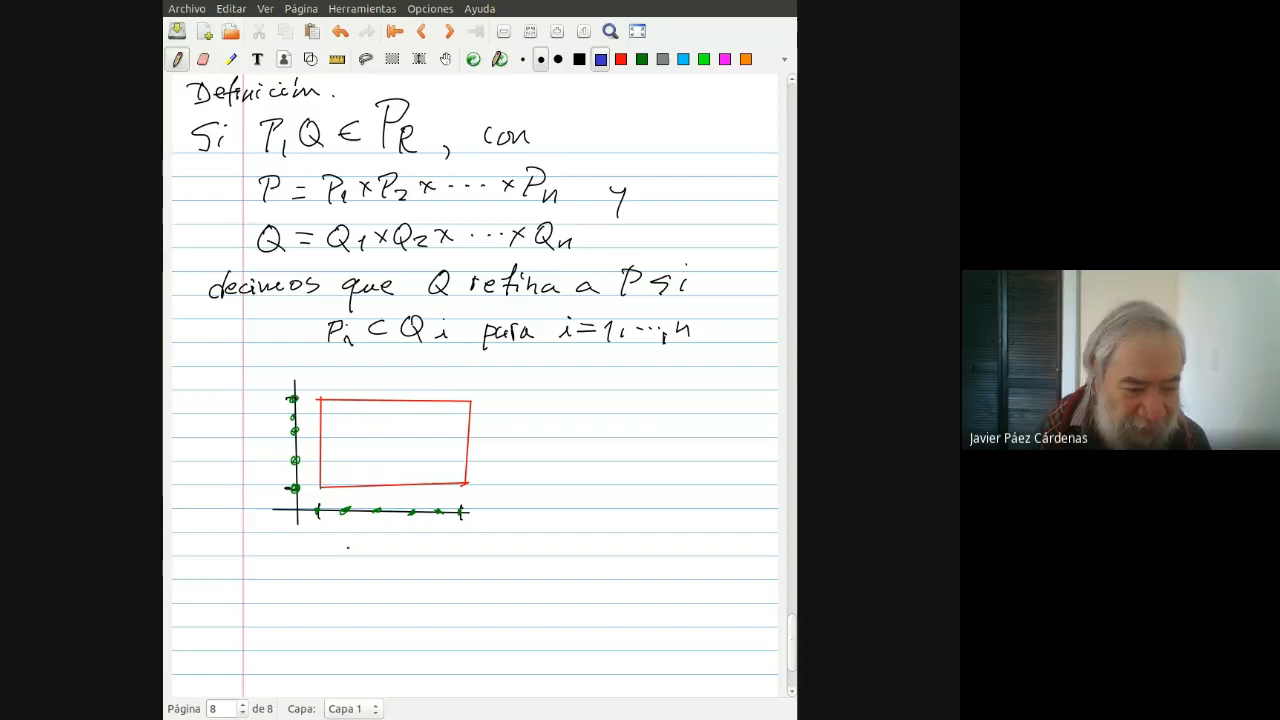 Archivo Editar Ver Página Herramientas Opciones Ayuda
Definición.
Si P, Q ∈ P_R, con
P = P₁ × P₂ × ··· × Pₙ y
Q = Q₁ × Q₂ × ··· × Qₙ
decimos que Q refina a P si
Pᵢ ⊂ Qᵢ para i = 1, ···, n
Javier Páez Cárdenas
Página 8 de 8 Capa: Capa 1